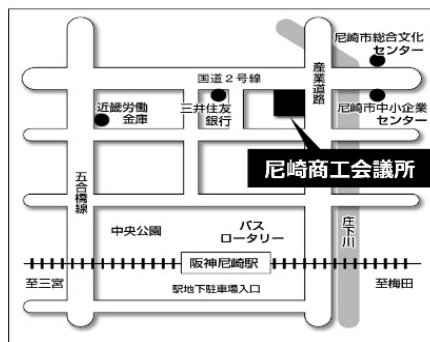 尼崎市総合文化
センター
国道2号線
産業道路
近畿労働
金庫
三井住友
銀行
尼崎市中小企業
センター
尼崎商工会議所
五合橋線
中央公園
バス
ロータリー
庄下川
阪神尼崎駅
至三宮
駅地下駐車場入口
至梅田